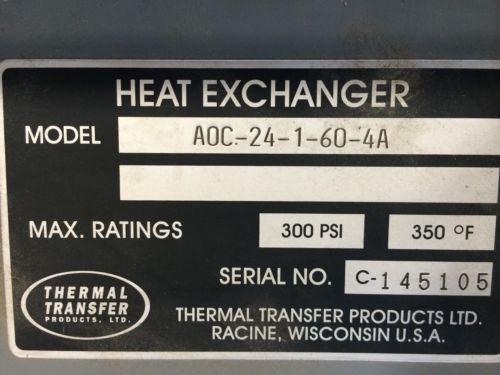 HEAT EXCHANGER
MODEL AOC-24-1-60-4A
MAX. RATINGS 300 PSI 350 °F
SERIAL NO. C-145105
THERMAL
TRANSFER
PRODUCTS, LTD.
THERMAL TRANSFER PRODUCTS LTD.
RACINE, WISCONSIN U.S.A.